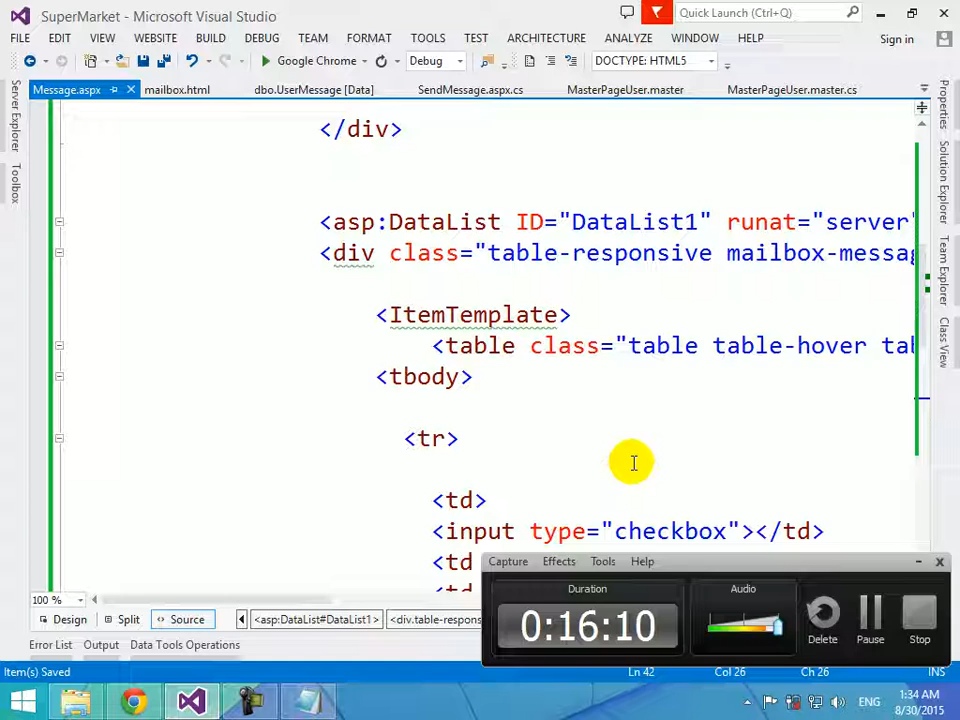 SuperMarket - Microsoft Visual Studio
Quick Launch (Ctrl+Q)
FILE EDIT VIEW WEBSITE BUILD DEBUG TEAM FORMAT TOOLS TEST ARCHITECTURE ANALYZE WINDOW HELP Sign in
Google Chrome Debug DOCTYPE: HTML5
Message.aspx mailbox.html dbo.UserMessage [Data] SendMessage.aspx.cs MasterPageUser.master MasterPageUser.master.cs
Server Explorer
Toolbox
Properties
Solution Explorer
Team Explorer
Class View
</div>
<asp:DataList ID="DataList1" runat="server"
<div class="table-responsive mailbox-messag
<ItemTemplate>
<table class="table table-hover tab
<tbody>
<tr>
<td>
<input type="checkbox"></td>
<td
<td
Capture Effects Tools Help
Duration
0:16:10
Audio
Delete
Pause
Stop
100 %
Design Split Source <asp:DataList#DataList1> <div.table-respons
Error List Output Data Tools Operations
Item(s) Saved Ln 42 Col 26 Ch 26 INS
ENG
1:34 AM
8/30/2015